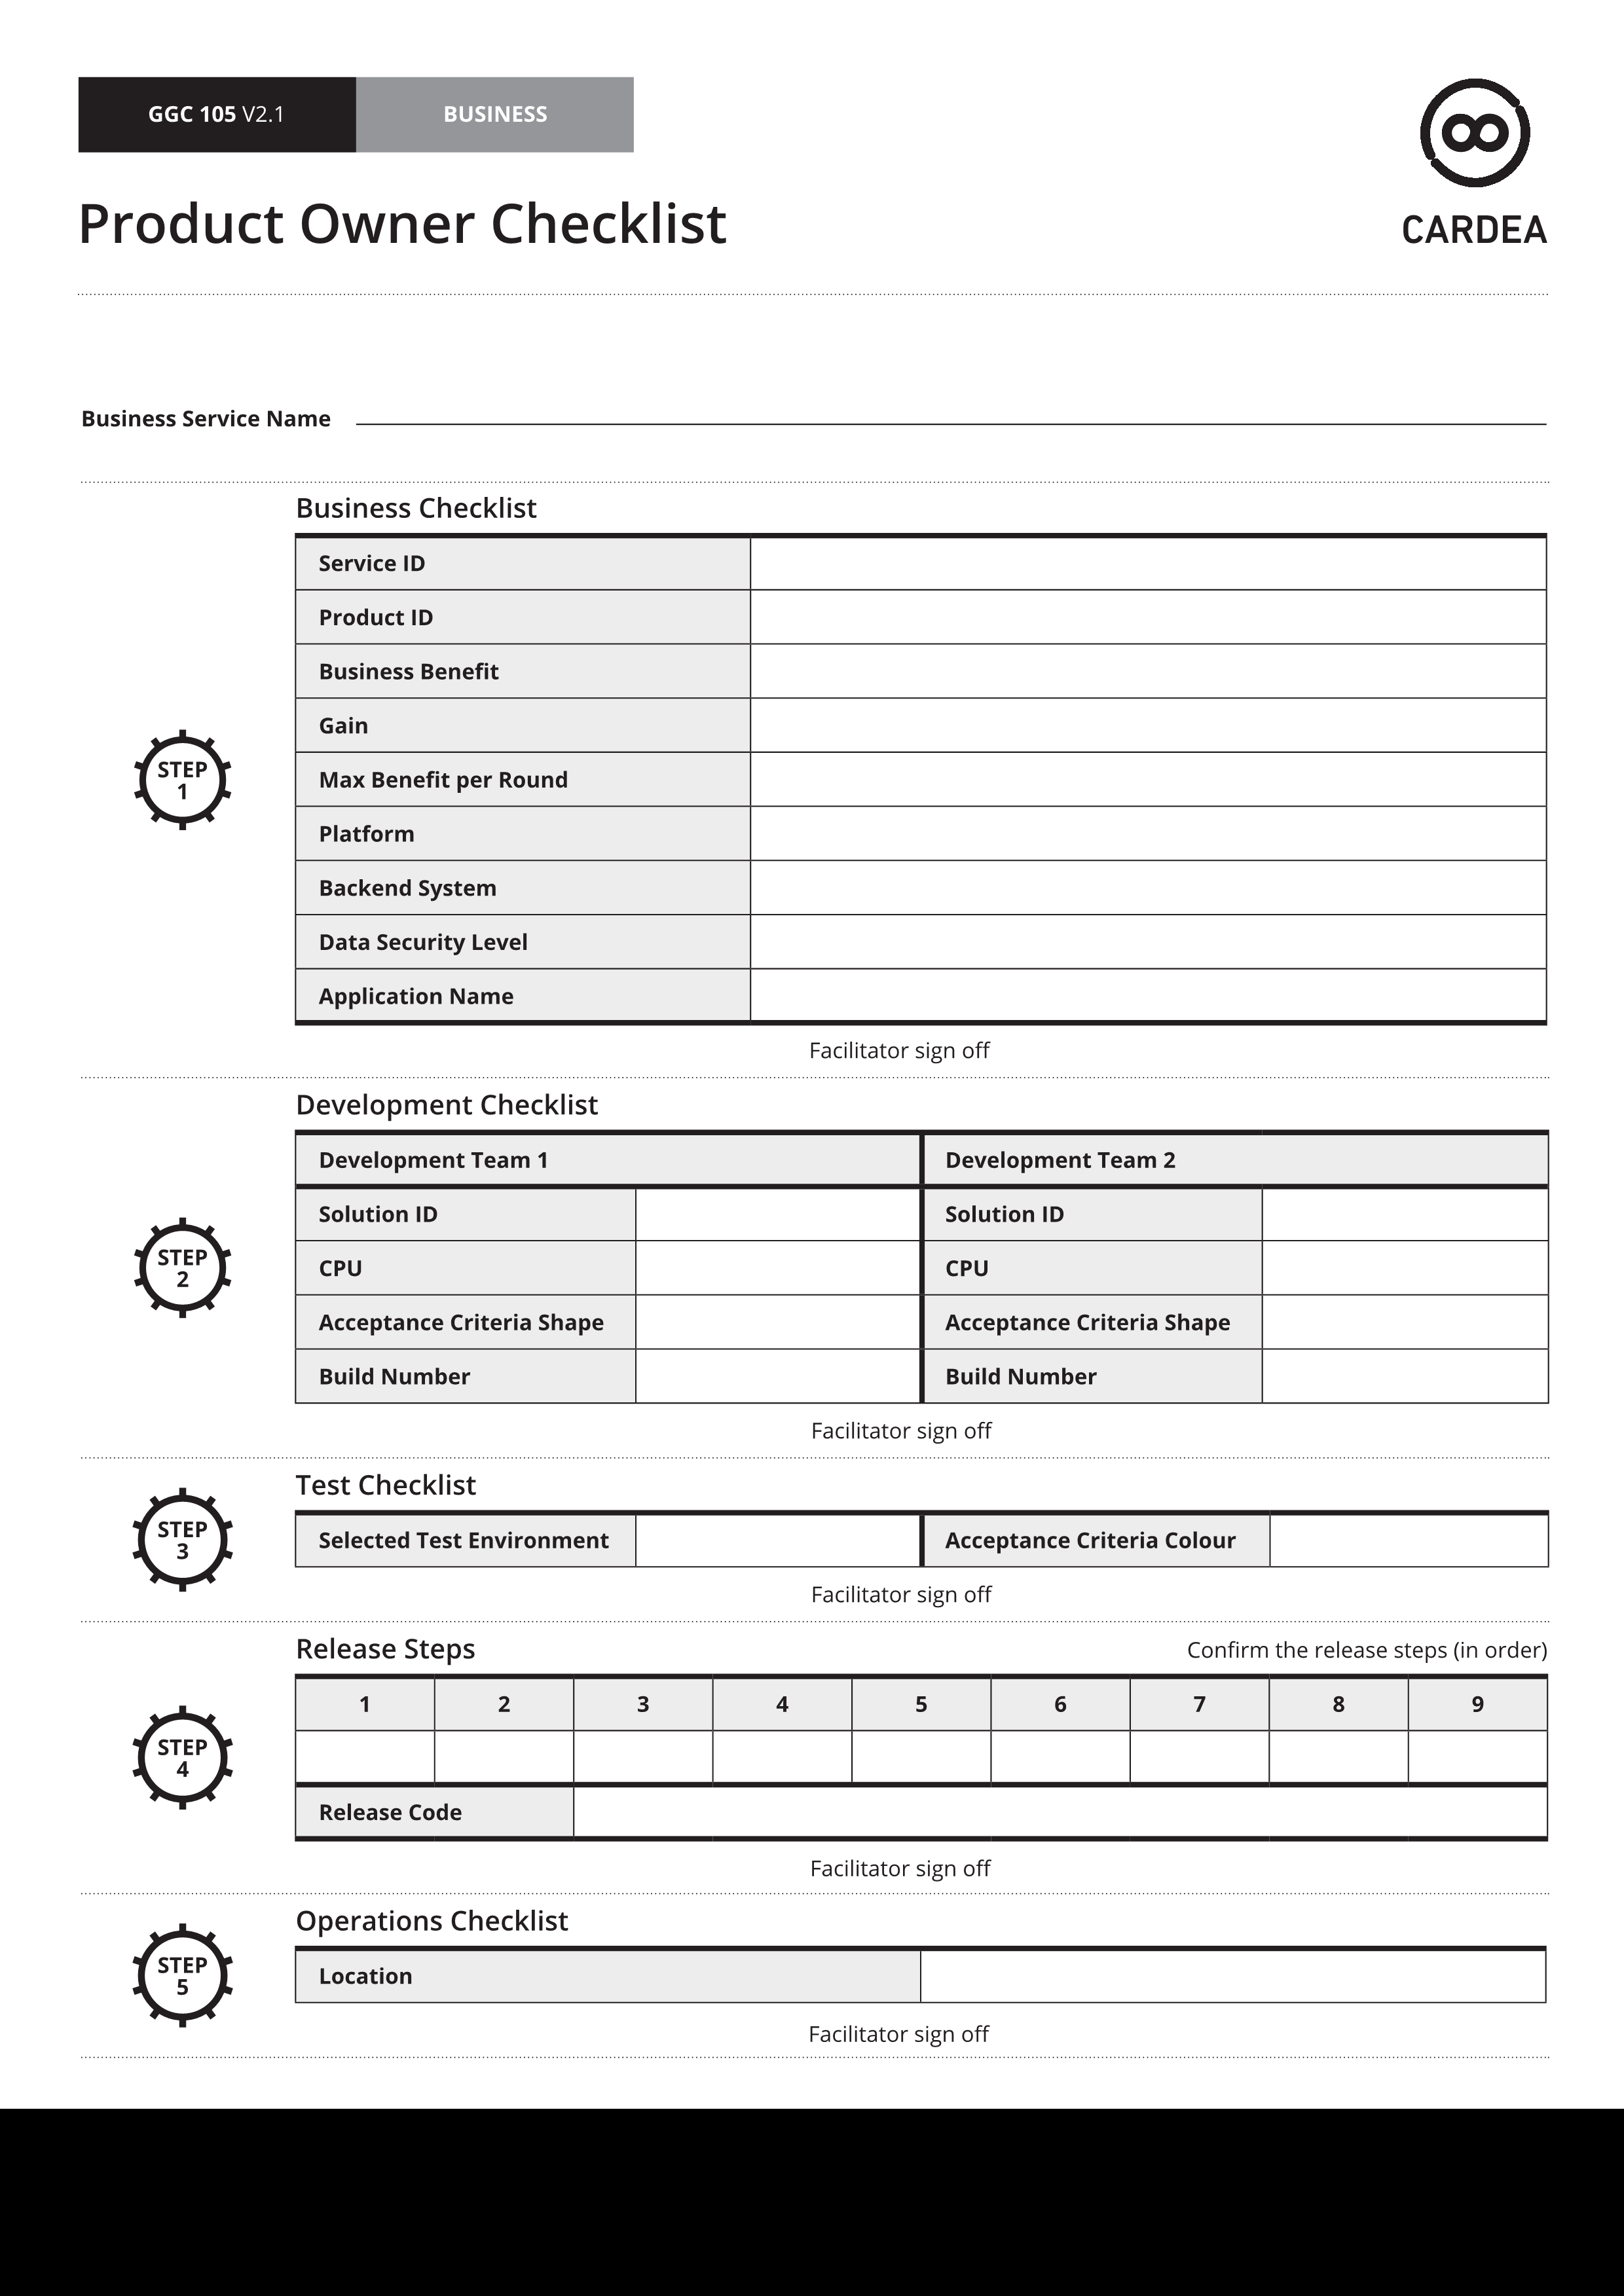 GGC 105 V2.1 BUSINESS
Product Owner Checklist
CARDEA
Business Service Name
Business Checklist
Service ID
Product ID
Business Benefit
Gain
Max Benefit per Round
Platform
Backend System
Data Security Level
Application Name
STEP
1
Facilitator sign off
Development Checklist
Development Team 1 Development Team 2
Solution ID Solution ID
CPU CPU
Acceptance Criteria Shape Acceptance Criteria Shape
Build Number Build Number
STEP
2
Facilitator sign off
Test Checklist
STEP
3
Selected Test Environment Acceptance Criteria Colour
Facilitator sign off
Release Steps Confirm the release steps (in order)
1 2 3 4 5 6 7 8 9
STEP
4
Release Code
Facilitator sign off
Operations Checklist
STEP
5
Location
Facilitator sign off